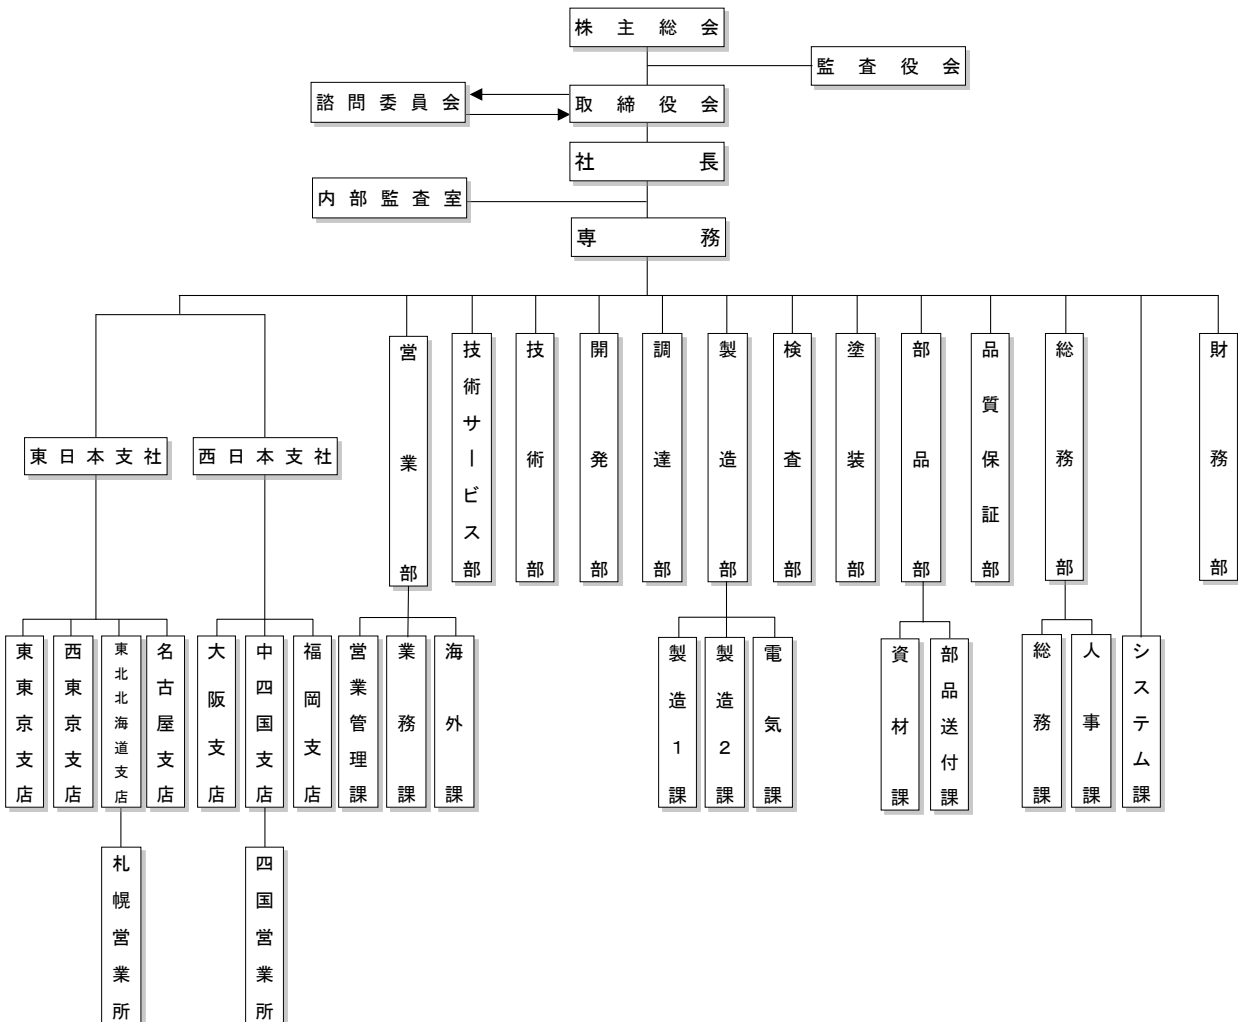 株主総会
監査役会
諮問委員会
取締役会
社長
内部監査室
専務
営業部
技術サービス部
技術部
開発部
調達部
製造部
検査部
塗装部
部品部
品質保証部
総務部
財務部
東日本支社
西日本支社
東東京支店
西東京支店
東北北海道支店
名古屋支店
大阪支店
中四国支店
福岡支店
営業管理課
業務課
海外課
製造1課
製造2課
電気課
資材課
部品送付課
総務課
人事課
システム課
札幌営業所
四国営業所